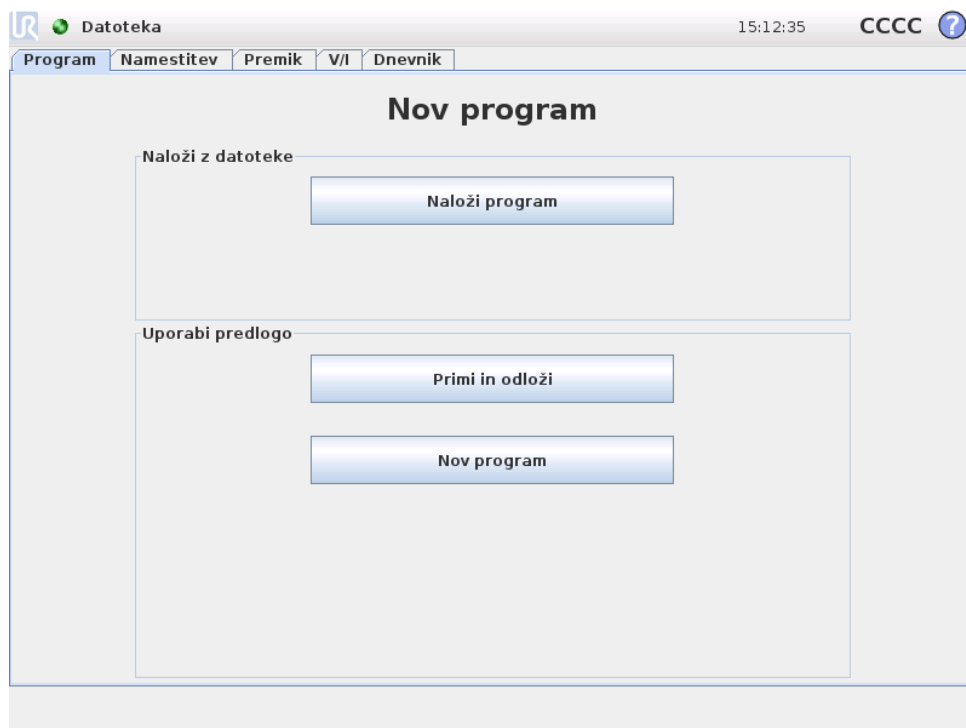 UR Datoteka 15:12:35 CCCC ?
Program Namestitev Premik V/I Dnevnik
Nov program
Naloži z datoteke
Naloži program
Uporabi predlogo
Primi in odloži
Nov program